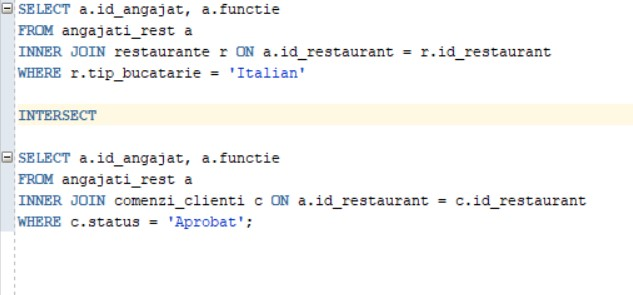 SELECT a.id_angajat, a.functie
FROM angajati_rest a
INNER JOIN restaurante r ON a.id_restaurant = r.id_restaurant
WHERE r.tip_bucatarie = 'Italian'
INTERSECT
SELECT a.id_angajat, a.functie
FROM angajati_rest a
INNER JOIN comenzi_clienti c ON a.id_restaurant = c.id_restaurant
WHERE c.status = 'Aprobat';